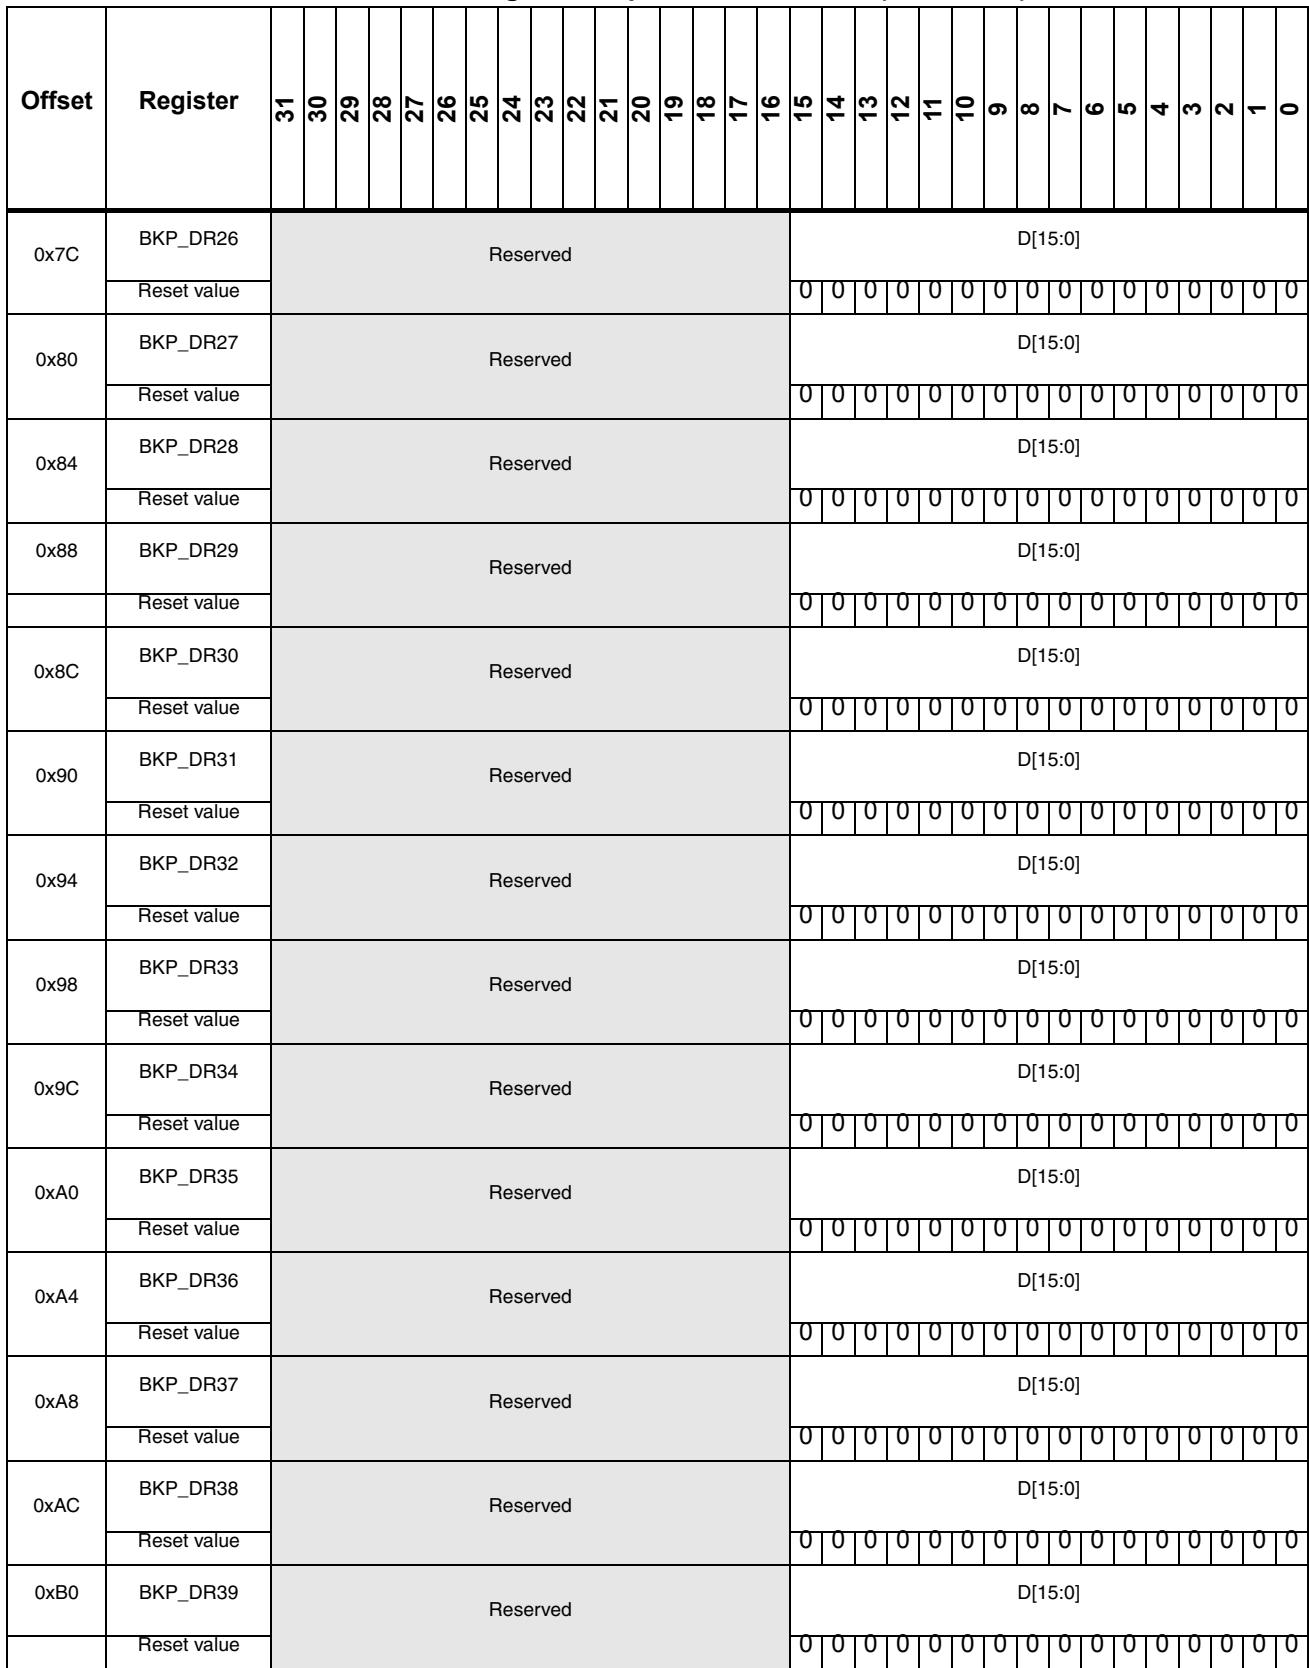 Offset Register 31 30 29 28 27 26 25 24 23 22 21 20 19 18 17 16 15 14 13 12 11 10 9 8 7 6 5 4 3 2 1 0
0x7C BKP_DR26 Reserved D[15:0]
Reset value 0 0 0 0 0 0 0 0 0 0 0 0 0 0 0 0
0x80 BKP_DR27 Reserved D[15:0]
Reset value 0 0 0 0 0 0 0 0 0 0 0 0 0 0 0 0
0x84 BKP_DR28 Reserved D[15:0]
Reset value 0 0 0 0 0 0 0 0 0 0 0 0 0 0 0 0
0x88 BKP_DR29 Reserved D[15:0]
Reset value 0 0 0 0 0 0 0 0 0 0 0 0 0 0 0 0
0x8C BKP_DR30 Reserved D[15:0]
Reset value 0 0 0 0 0 0 0 0 0 0 0 0 0 0 0 0
0x90 BKP_DR31 Reserved D[15:0]
Reset value 0 0 0 0 0 0 0 0 0 0 0 0 0 0 0 0
0x94 BKP_DR32 Reserved D[15:0]
Reset value 0 0 0 0 0 0 0 0 0 0 0 0 0 0 0 0
0x98 BKP_DR33 Reserved D[15:0]
Reset value 0 0 0 0 0 0 0 0 0 0 0 0 0 0 0 0
0x9C BKP_DR34 Reserved D[15:0]
Reset value 0 0 0 0 0 0 0 0 0 0 0 0 0 0 0 0
0xA0 BKP_DR35 Reserved D[15:0]
Reset value 0 0 0 0 0 0 0 0 0 0 0 0 0 0 0 0
0xA4 BKP_DR36 Reserved D[15:0]
Reset value 0 0 0 0 0 0 0 0 0 0 0 0 0 0 0 0
0xA8 BKP_DR37 Reserved D[15:0]
Reset value 0 0 0 0 0 0 0 0 0 0 0 0 0 0 0 0
0xAC BKP_DR38 Reserved D[15:0]
Reset value 0 0 0 0 0 0 0 0 0 0 0 0 0 0 0 0
0xB0 BKP_DR39 Reserved D[15:0]
Reset value 0 0 0 0 0 0 0 0 0 0 0 0 0 0 0 0